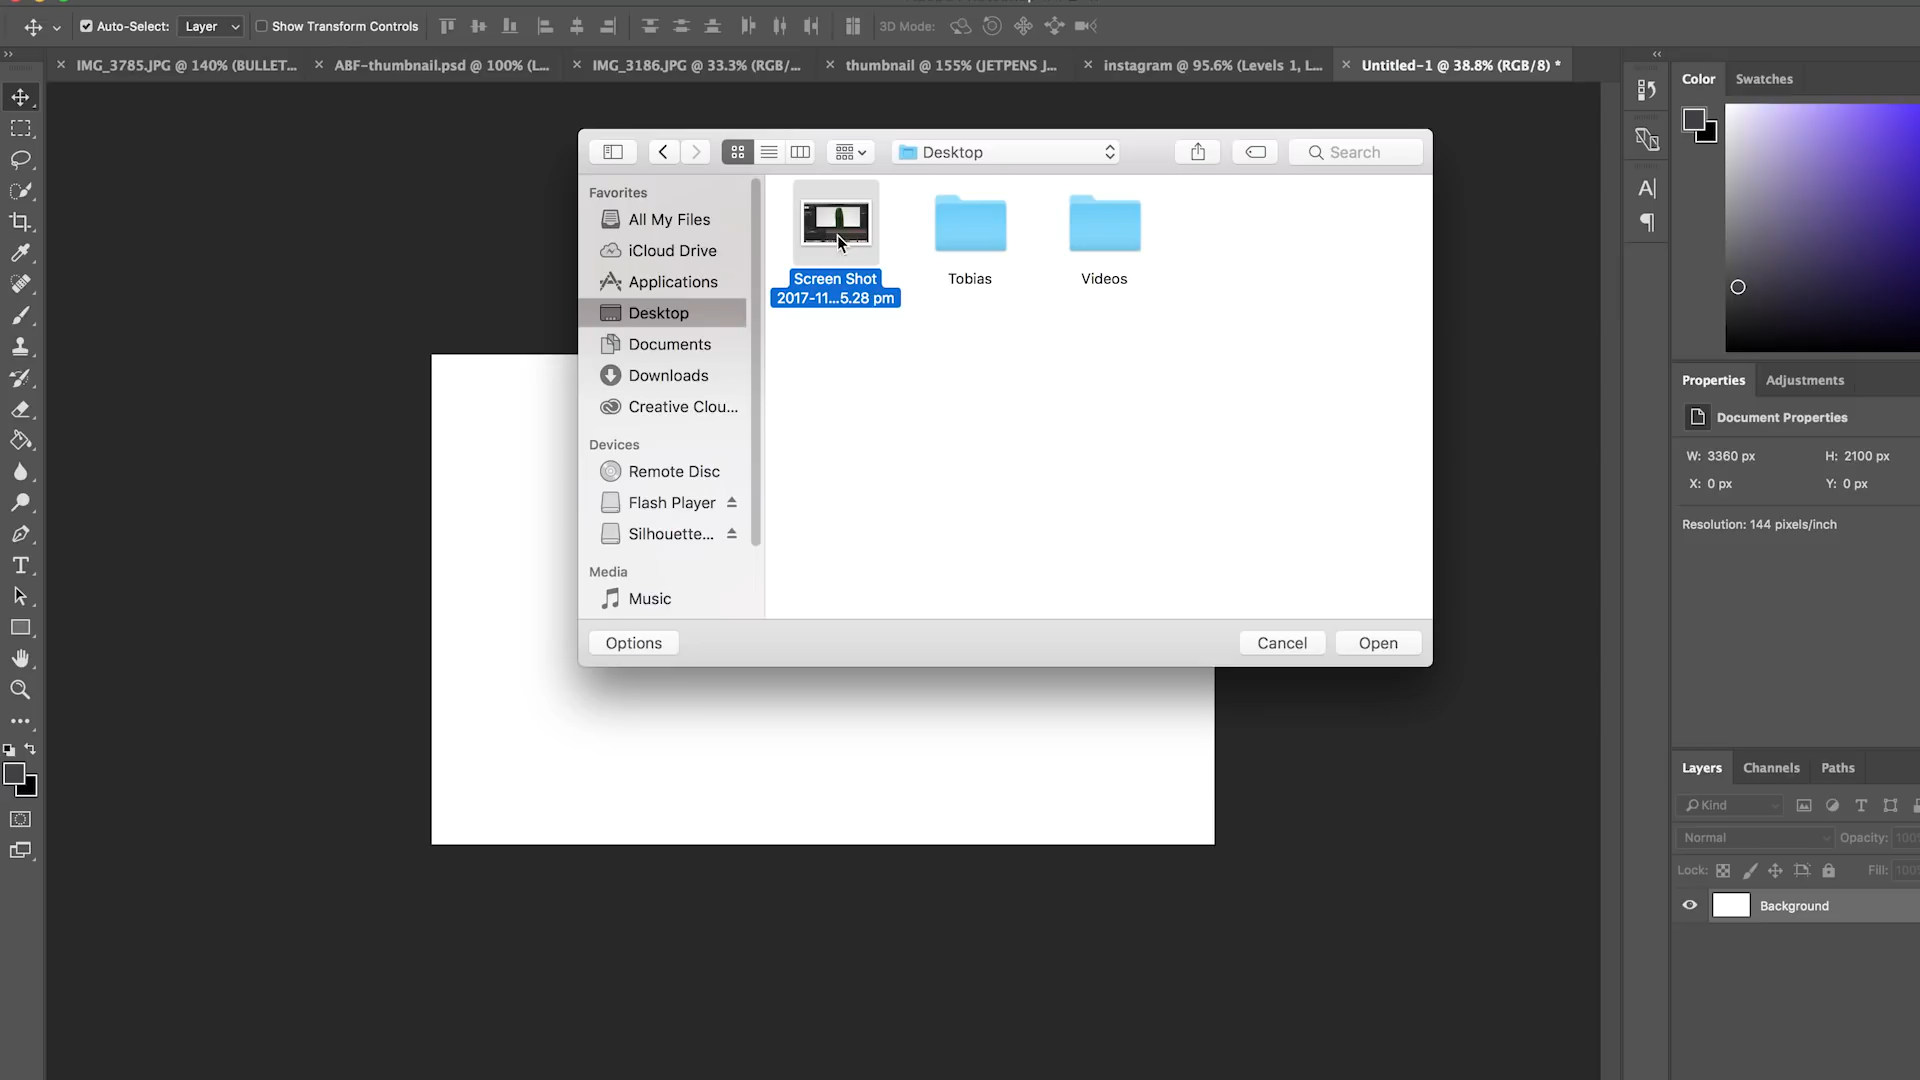 Auto-Select: Layer Show Transform Controls 3D Mode:
IMG_3785.JPG @ 140% (BULLET... ABF-thumbnail.psd @ 100% (L... IMG_3186.JPG @ 33.3% (RGB/... thumbnail @ 155% (JETPENS J... instagram @ 95.6% (Levels 1, L... Untitled-1 @ 38.8% (RGB/8) *
Color Swatches
Desktop Search
Favorites
All My Files
iCloud Drive
Applications
Desktop
Documents
Downloads
Creative Clou...
Devices
Remote Disc
Flash Player
Silhouette...
Media
Music
Screen Shot
2017-11...5.28 pm
Tobias
Videos
Options Cancel Open
Properties Adjustments
Document Properties
W: 3360 px H: 2100 px
X: 0 px Y: 0 px
Resolution: 144 pixels/inch
Layers Channels Paths
Kind
Normal Opacity: 100
Lock: Fill: 100
Background